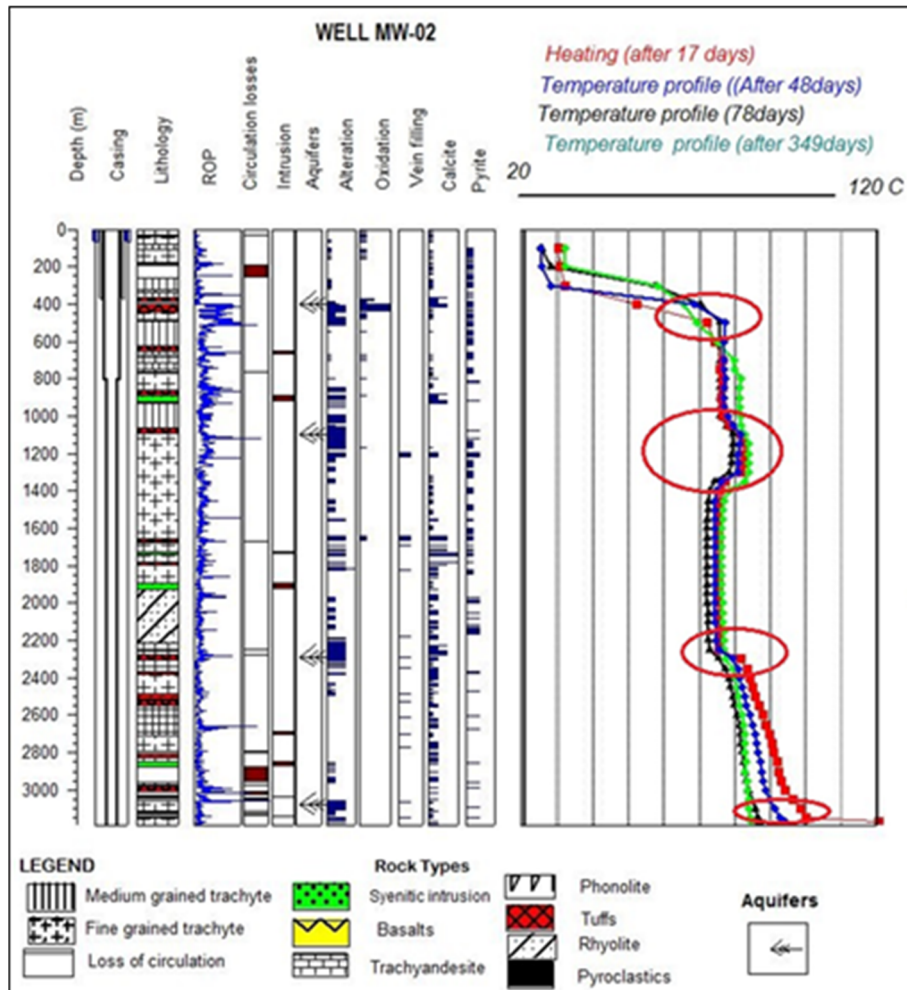 WELL MW-02
Heating (after 17 days)
Temperature profile ((After 48days)
Temperature profile (78days)
Temperature profile (after 349days)
20
120 C
Depth (m)
Casing
Lithology
ROP
Circulation losses
Intrusion
Aquifers
Alteration
Oxidation
Vein filling
Calcite
Pyrite
0
200
400
600
800
1000
1200
1400
1600
1800
2000
2200
2400
2600
2800
3000
LEGEND
Rock Types
Medium grained trachyte
Fine grained trachyte
Loss of circulation
Syenitic intrusion
Basalts
Trachyandesite
Phonolite
Tuffs
Rhyolite
Pyroclastics
Aquifers